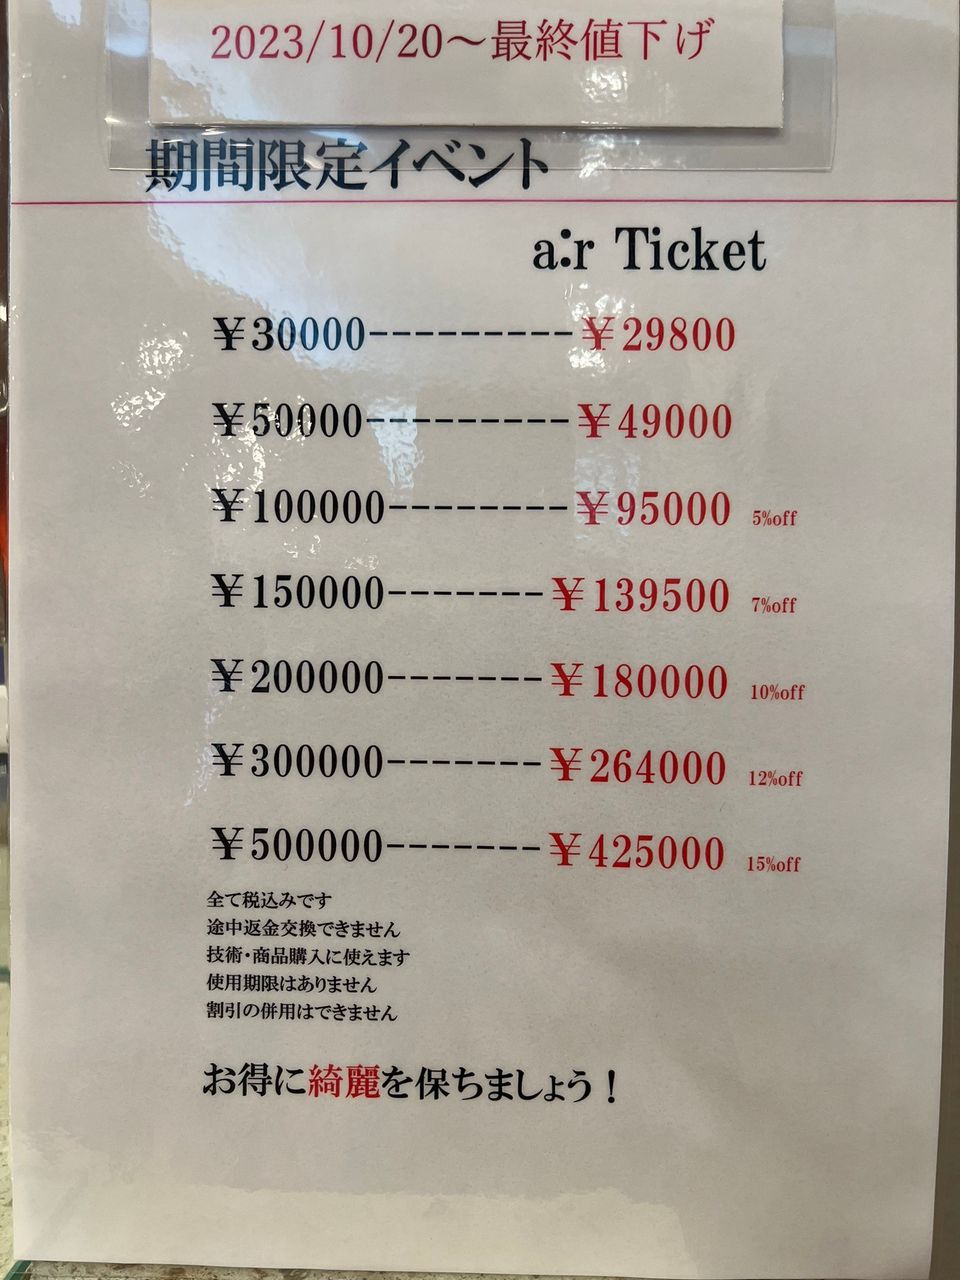 2023/10/20～最終値下げ
期間限定イベント
a:r Ticket
￥30000---------￥29800
￥50000---------￥49000
￥100000--------￥95000 5%off
￥150000-------￥139500 7%off
￥200000-------￥180000 10%off
￥300000-------￥264000 12%off
￥500000-------￥425000 15%off
全て税込みです
途中返金交換できません
技術・商品購入に使えます
使用期限はありません
割引の併用はできません
お得に綺麗を保ちましょう！